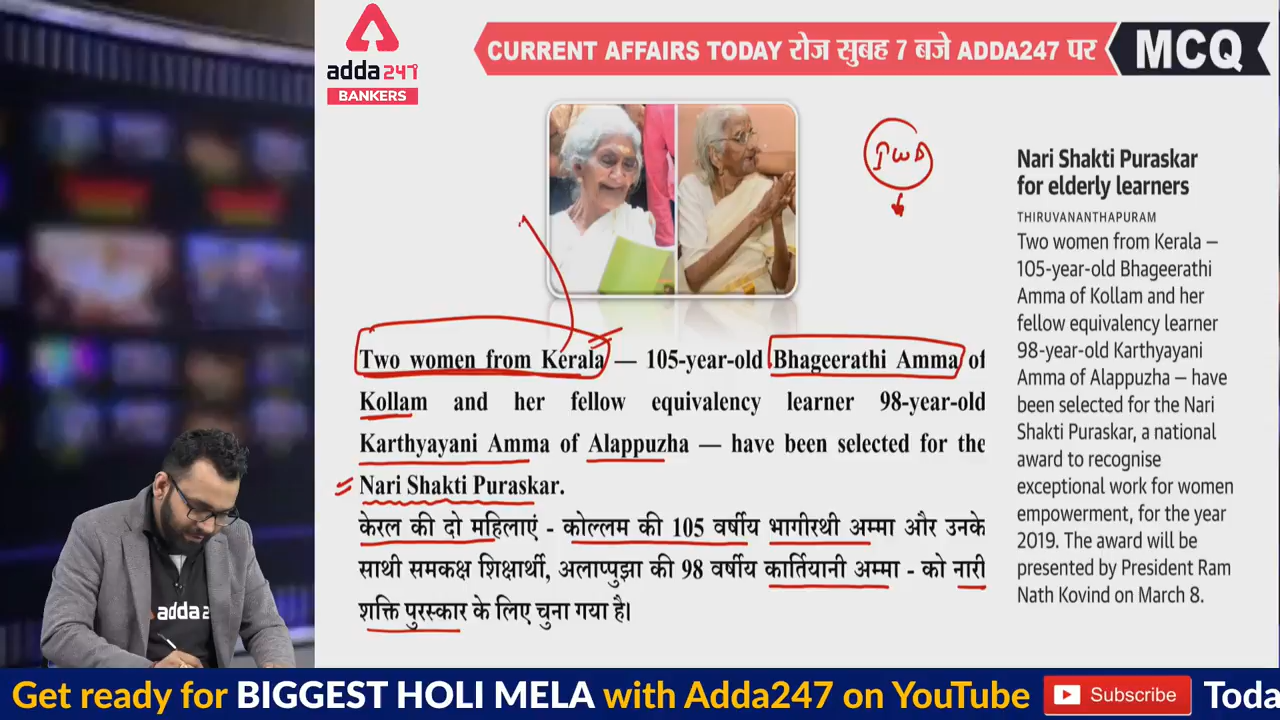 adda247
BANKERS
CURRENT AFFAIRS TODAY रोज सुबह 7 बजे ADDA247 पर
MCQ
IWD
Two women from Kerala — 105-year-old Bhageerathi Amma of
Kollam and her fellow equivalency learner 98-year-old
Karthyayani Amma of Alappuzha — have been selected for the
Nari Shakti Puraskar.
केरल की दो महिलाएं - कोल्लम की 105 वर्षीय भागीरथी अम्मा और उनके
साथी समकक्ष शिक्षार्थी, अलाप्पुझा की 98 वर्षीय कार्तियानी अम्मा - को नारी
शक्ति पुरस्कार के लिए चुना गया है।
Nari Shakti Puraskar
for elderly learners
THIRUVANANTHAPURAM
Two women from Kerala —
105-year-old Bhageerathi
Amma of Kollam and her
fellow equivalency learner
98-year-old Karthyayani
Amma of Alappuzha — have
been selected for the Nari
Shakti Puraskar, a national
award to recognise
exceptional work for women
empowerment, for the year
2019. The award will be
presented by President Ram
Nath Kovind on March 8.
adda2
Get ready for BIGGEST HOLI MELA with Adda247 on YouTube Subscribe Toda